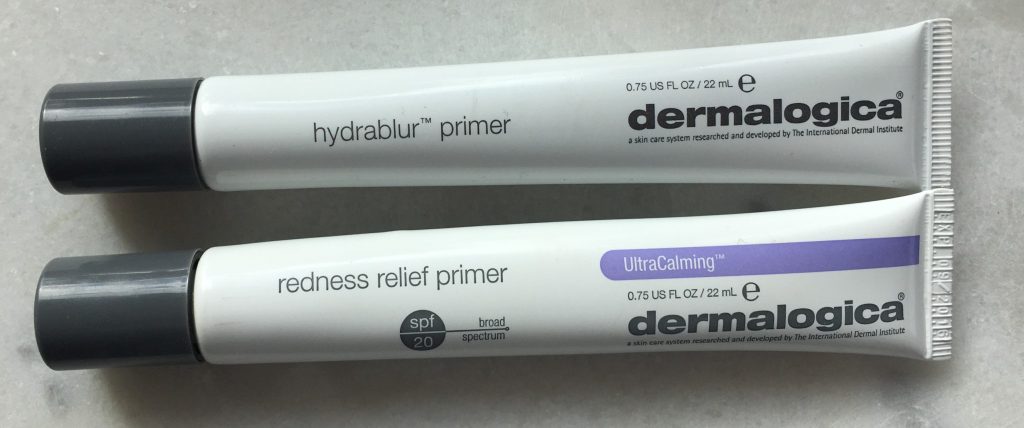 hydrablur™ primer
0.75 US FL OZ / 22 mL ℮
dermalogica®
a skin care system researched and developed by The International Dermal Institute
redness relief primer
spf
20
broad
spectrum
UltraCalming™
0.75 US FL OZ / 22 mL ℮
dermalogica®
a skin care system researched and developed by The International Dermal Institute